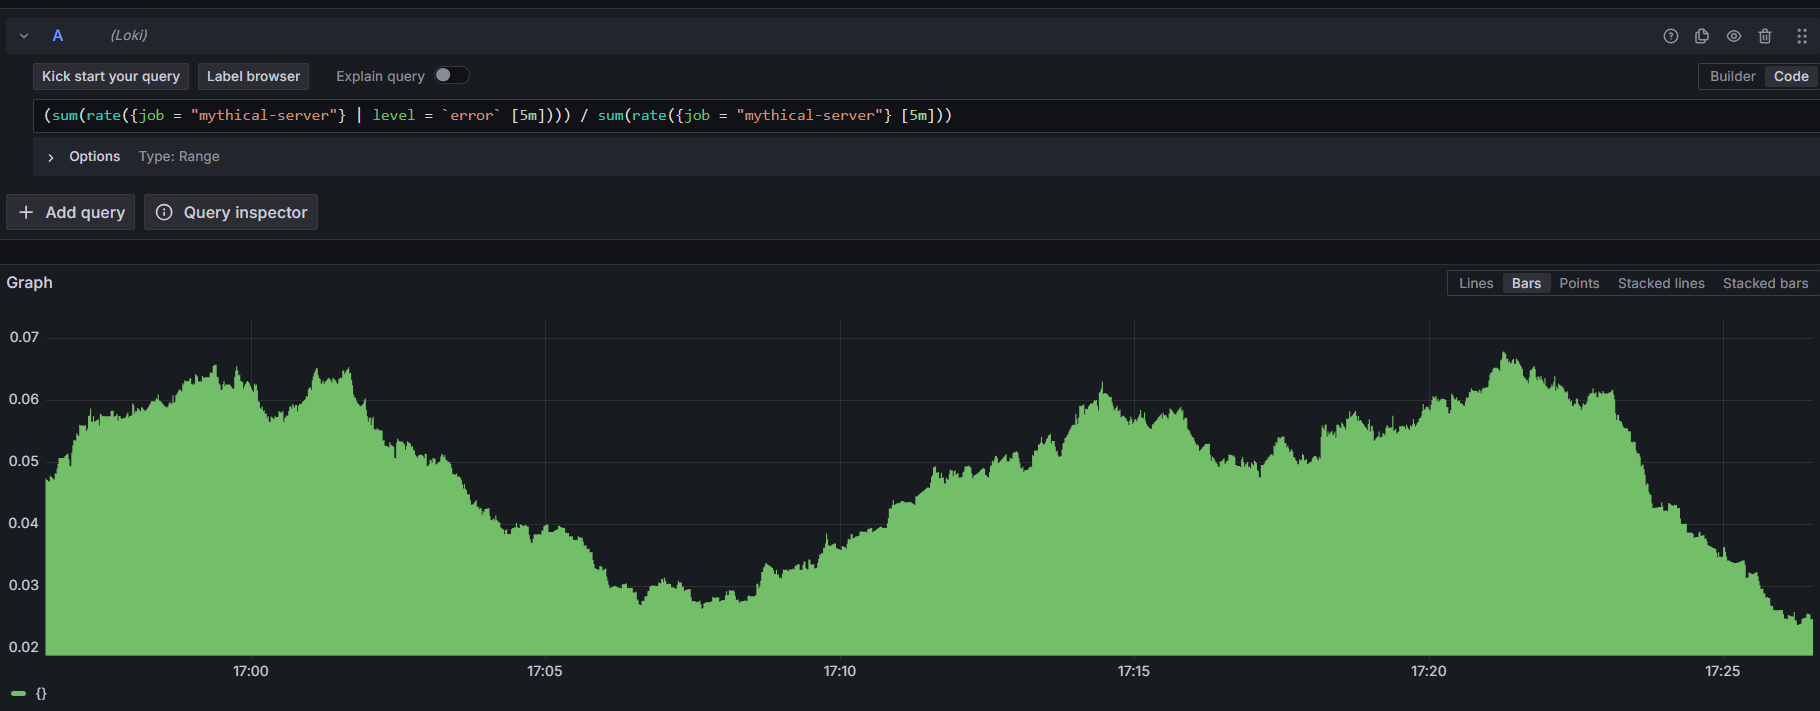 A (Loki)
Kick start your query Label browser Explain query Builder Code
(sum(rate({job = "mythical-server"} | level = `error` [5m]))) / sum(rate({job = "mythical-server"} [5m]))
Options Type: Range
Add query Query inspector
Graph Lines Bars Points Stacked lines Stacked bars
0.07
0.06
0.05
0.04
0.03
0.02
17:00 17:05 17:10 17:15 17:20 17:25
{}